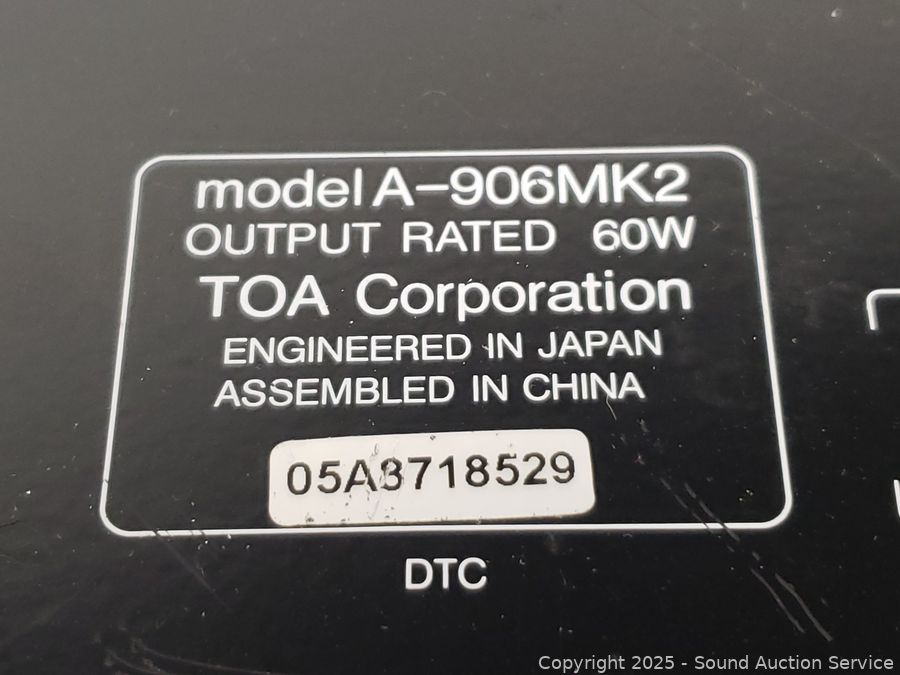 model A-906MK2
OUTPUT RATED 60W
TOA Corporation
ENGINEERED IN JAPAN
ASSEMBLED IN CHINA
05A3718529
DTC
Copyright 2025 - Sound Auction Service